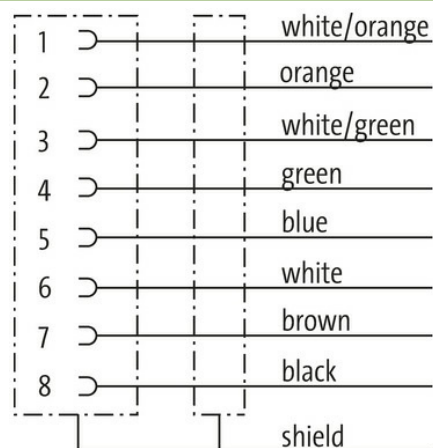 1 white/orange
2 orange
3 white/green
4 green
5 blue
6 white
7 brown
8 black
shield